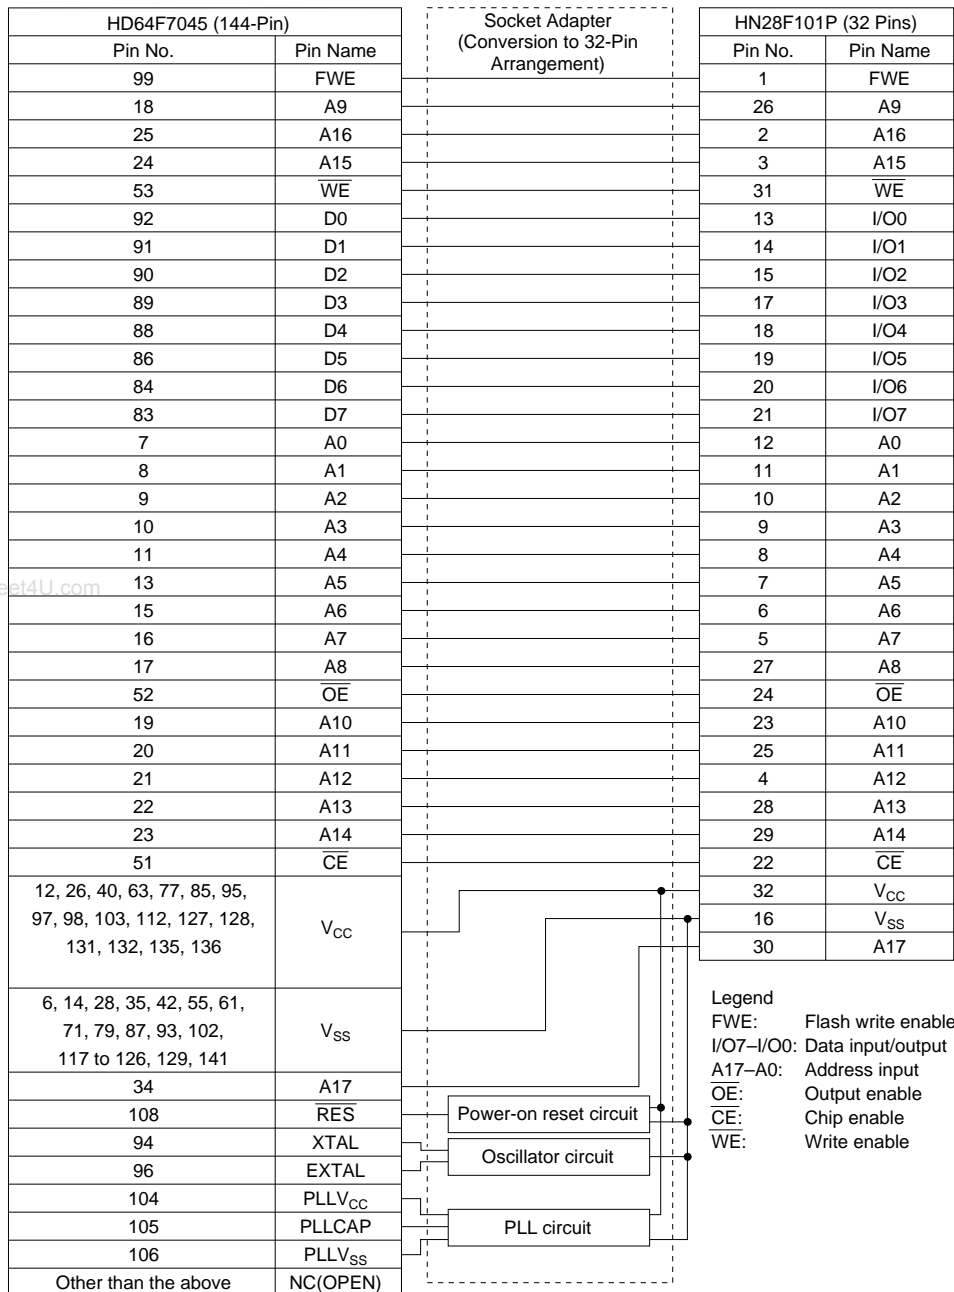 HD64F7045 (144-Pin) Socket Adapter (Conversion to 32-Pin Arrangement) HN28F101P (32 Pins)
Pin No. Pin Name Pin No. Pin Name
99 FWE 1 FWE
18 A9 26 A9
25 A16 2 A16
24 A15 3 A15
53 W̅E̅ 31 W̅E̅
92 D0 13 I/O0
91 D1 14 I/O1
90 D2 15 I/O2
89 D3 17 I/O3
88 D4 18 I/O4
86 D5 19 I/O5
84 D6 20 I/O6
83 D7 21 I/O7
7 A0 12 A0
8 A1 11 A1
9 A2 10 A2
10 A3 9 A3
11 A4 8 A4
13 A5 7 A5
15 A6 6 A6
16 A7 5 A7
17 A8 27 A8
52 O̅E̅ 24 O̅E̅
19 A10 23 A10
20 A11 25 A11
21 A12 4 A12
22 A13 28 A13
23 A14 29 A14
51 C̅E̅ 22 C̅E̅
12, 26, 40, 63, 77, 85, 95,
97, 98, 103, 112, 127, 128,
131, 132, 135, 136
VCC
32 VCC
16 VSS
30 A17
6, 14, 28, 35, 42, 55, 61,
71, 79, 87, 93, 102,
117 to 126, 129, 141
VSS
34 A17
108 R̅E̅S̅ Power-on reset circuit
94 XTAL
Oscillator circuit
96 EXTAL
104 PLLVCC
105 PLLCAP PLL circuit
106 PLLVSS
Other than the above NC(OPEN)
Legend
FWE: Flash write enable
I/O7–I/O0: Data input/output
A17–A0: Address input
O̅E̅: Output enable
C̅E̅: Chip enable
W̅E̅: Write enable
eet4U.com